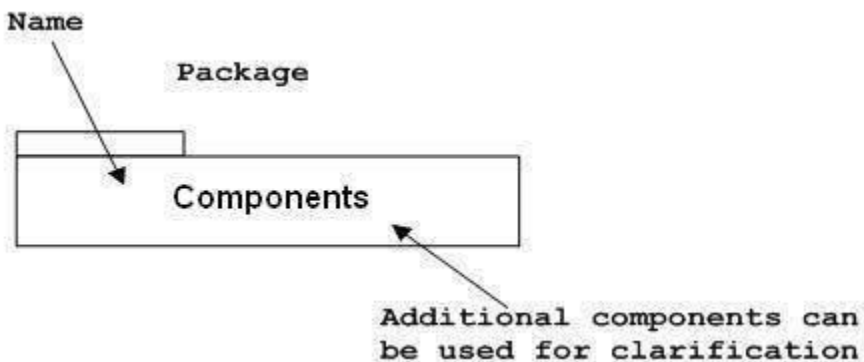 Name
Package
Components
Additional components can
be used for clarification